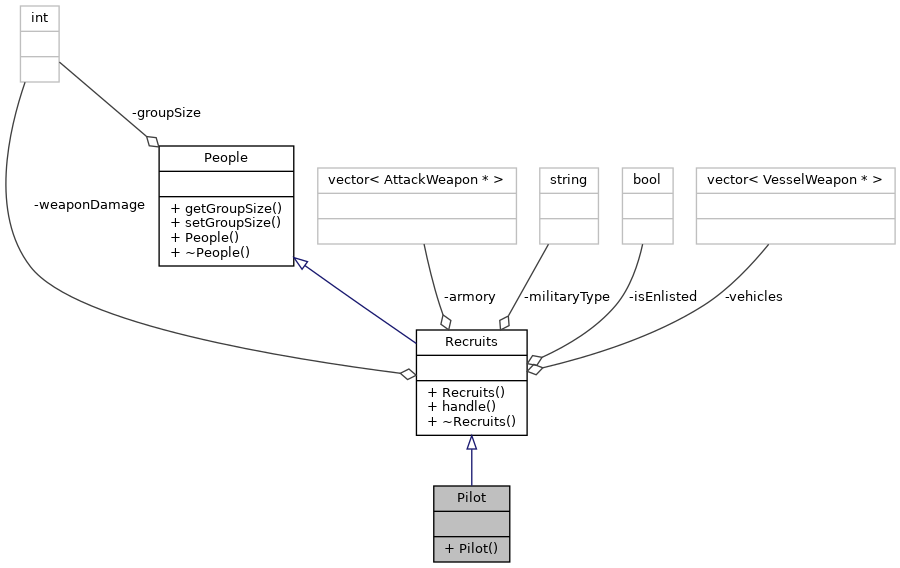 int
-groupSize
People
+ getGroupSize()
+ setGroupSize()
+ People()
+ ~People()
vector< AttackWeapon * >
string
bool
vector< VesselWeapon * >
-weaponDamage
-armory
-militaryType
-isEnlisted
-vehicles
Recruits
+ Recruits()
+ handle()
+ ~Recruits()
Pilot
+ Pilot()